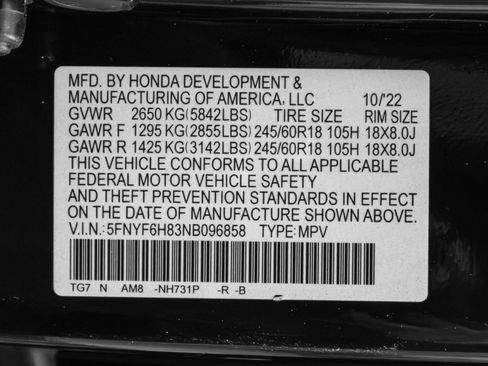 MFD. BY HONDA DEVELOPMENT &
MANUFACTURING OF AMERICA, LLC 10/'22
GVWR 2650 KG(5842LBS) TIRE SIZE RIM SIZE
GAWR F 1295 KG(2855LBS) 245/60R18 105H 18X8.0J
GAWR R 1425 KG(3142LBS) 245/60R18 105H 18X8.0J
THIS VEHICLE CONFORMS TO ALL APPLICABLE
FEDERAL MOTOR VEHICLE SAFETY
AND THEFT PREVENTION STANDARDS IN EFFECT
ON THE DATE OF MANUFACTURE SHOWN ABOVE.
V.I.N.:5FNYF6H83NB096858 TYPE: MPV
TG7 N AM8 -NH731P -R -B